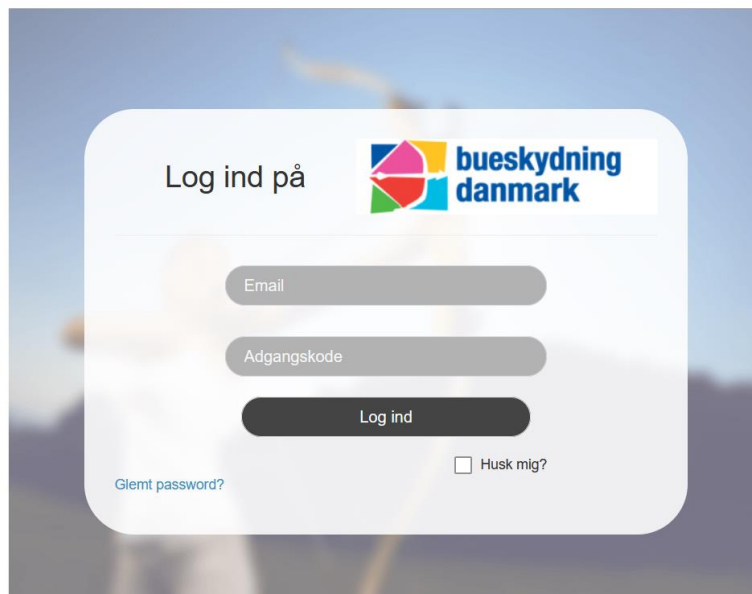 Log ind på
bueskydning
danmark
Email
Adgangskode
Log ind
Husk mig?
Glemt password?